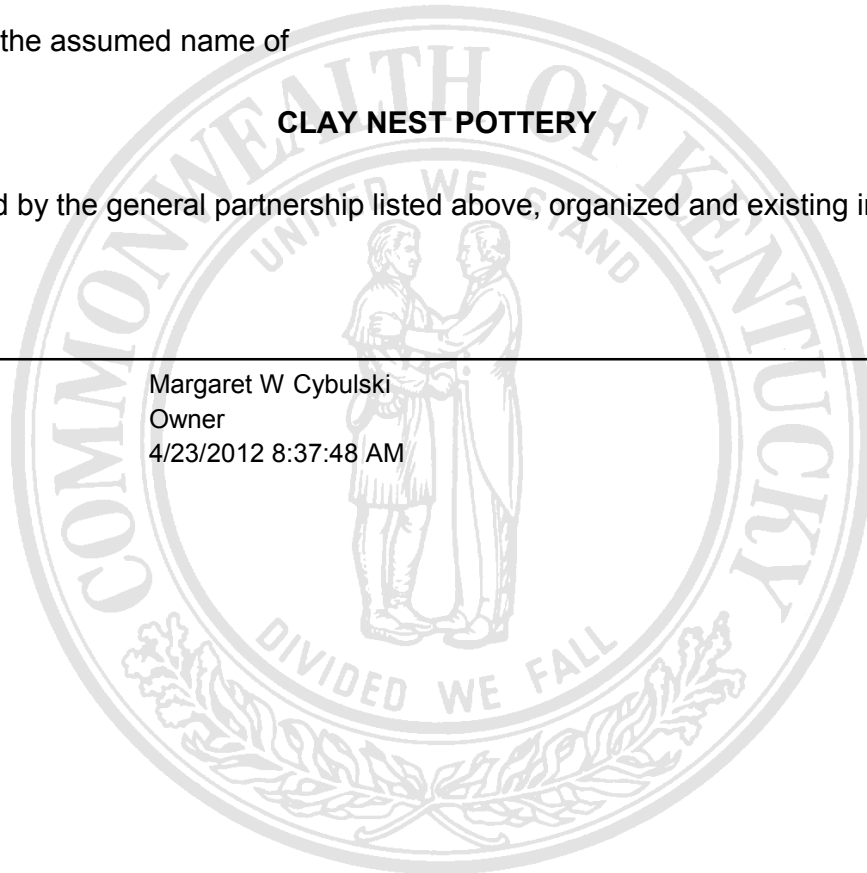 the assumed name of
CLAY NEST POTTERY
d by the general partnership listed above, organized and existing in
Margaret W Cybulski
Owner
4/23/2012 8:37:48 AM
COMMONWEALTH OF KENTUCKY
UNITED WE STAND
DIVIDED WE FALL